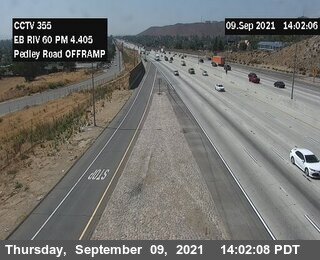 CCTV 355
EB RIV 60 PM 4.405
Pedley Road OFFRAMP
09.Sep 2021 14:02:06
STOP
Thursday, September 09, 2021 14:02:08 PDT